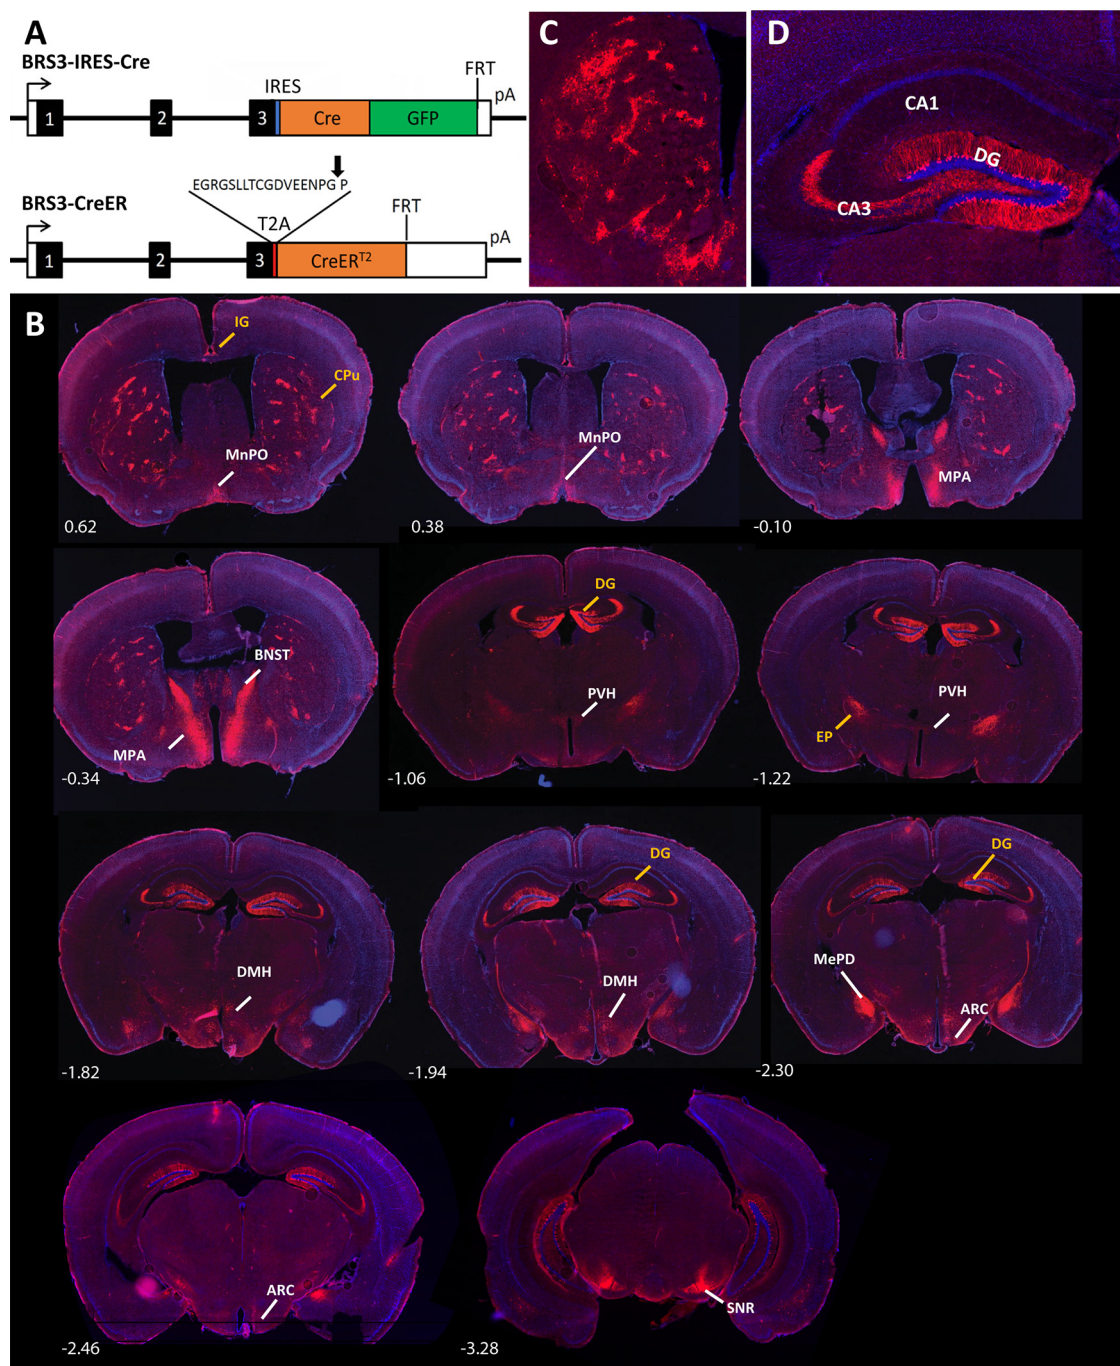 A
BRS3-IRES-Cre
IRES
FRT
pA
1
2
3
Cre
GFP
EGRGSLLTCGDVEENPG P
BRS3-CreER
T2A
FRT
pA
1
2
3
CreERT2
C
D
CA1
DG
CA3
B
IG
CPu
MnPO
0.62
MnPO
0.38
MPA
-0.10
BNST
MPA
-0.34
DG
PVH
-1.06
PVH
EP
-1.22
DMH
-1.82
DG
DMH
-1.94
DG
MePD
ARC
-2.30
ARC
-2.46
SNR
-3.28